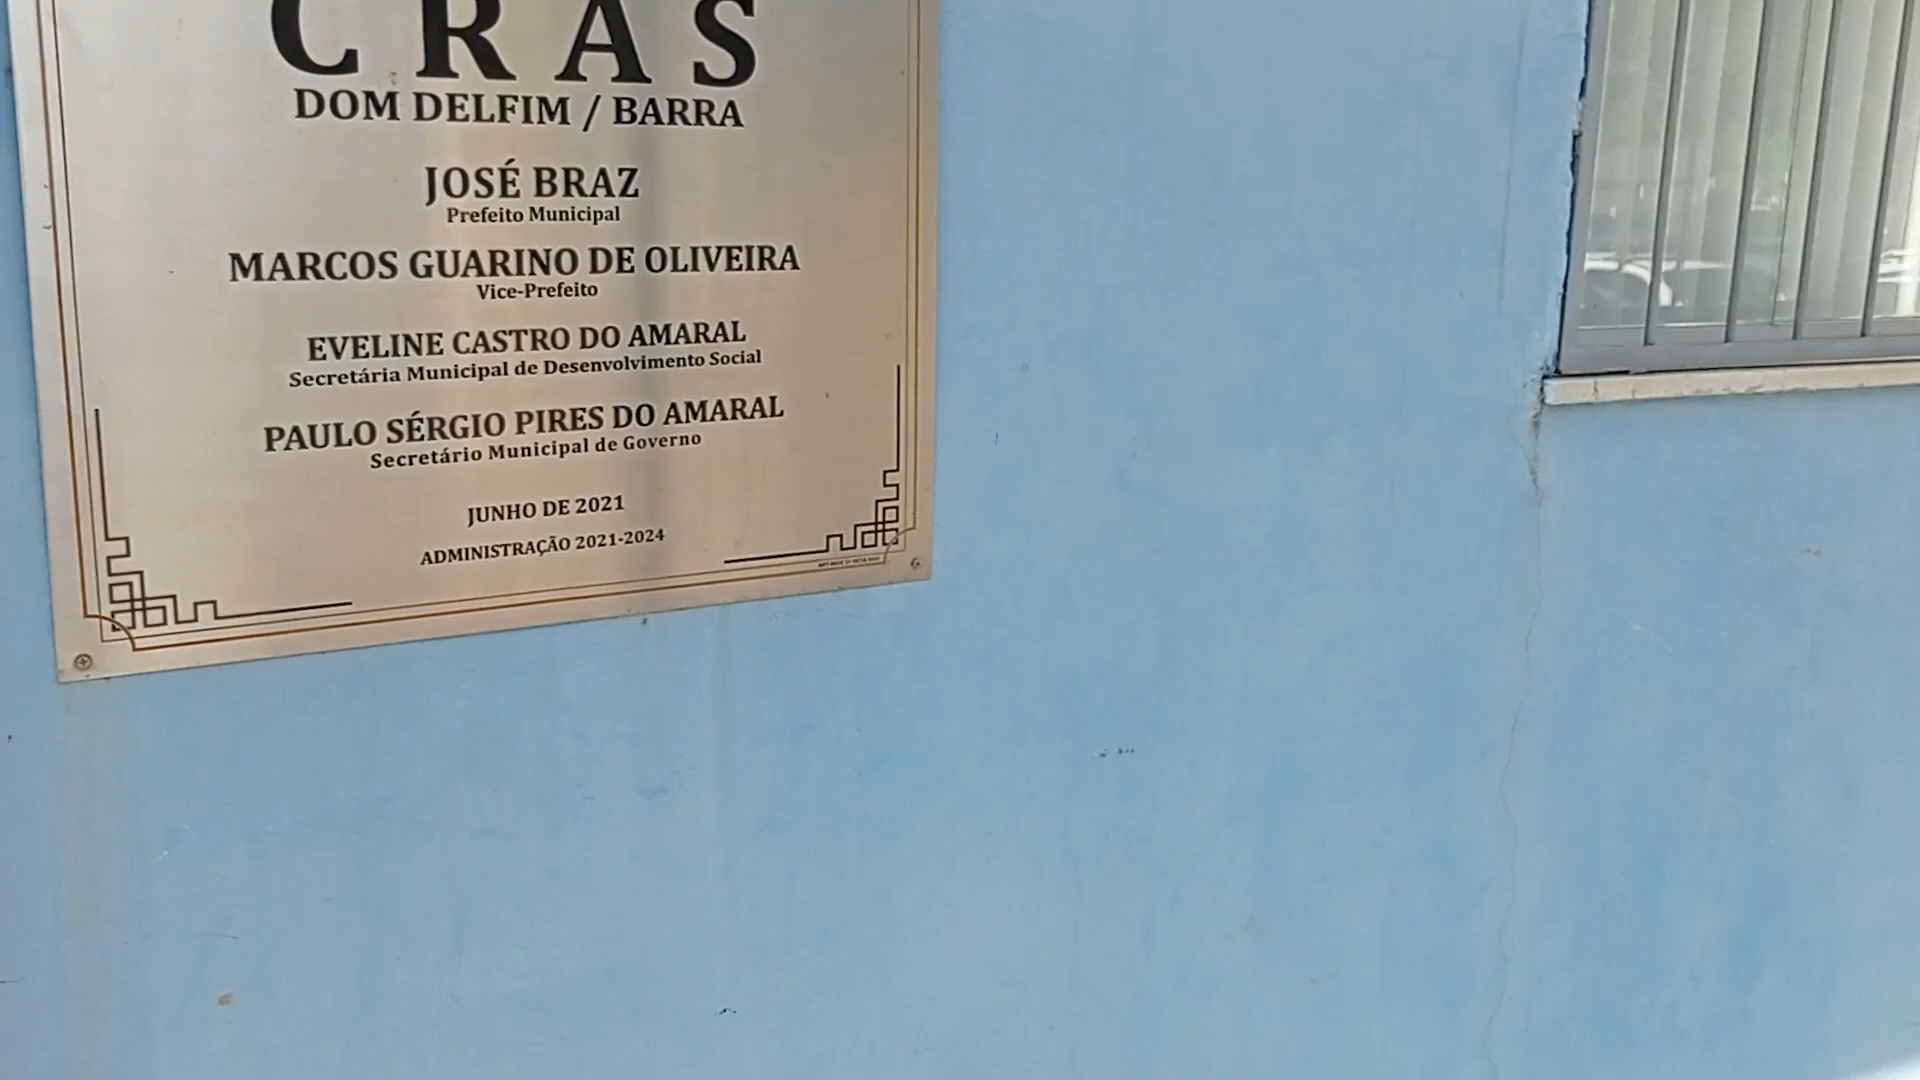 CRAS
DOM DELFIM / BARRA
JOSÉ BRAZ
Prefeito Municipal
MARCOS GUARINO DE OLIVEIRA
Vice-Prefeito
EVELINE CASTRO DO AMARAL
Secretária Municipal de Desenvolvimento Social
PAULO SÉRGIO PIRES DO AMARAL
Secretário Municipal de Governo
JUNHO DE 2021
ADMINISTRAÇÃO 2021-2024